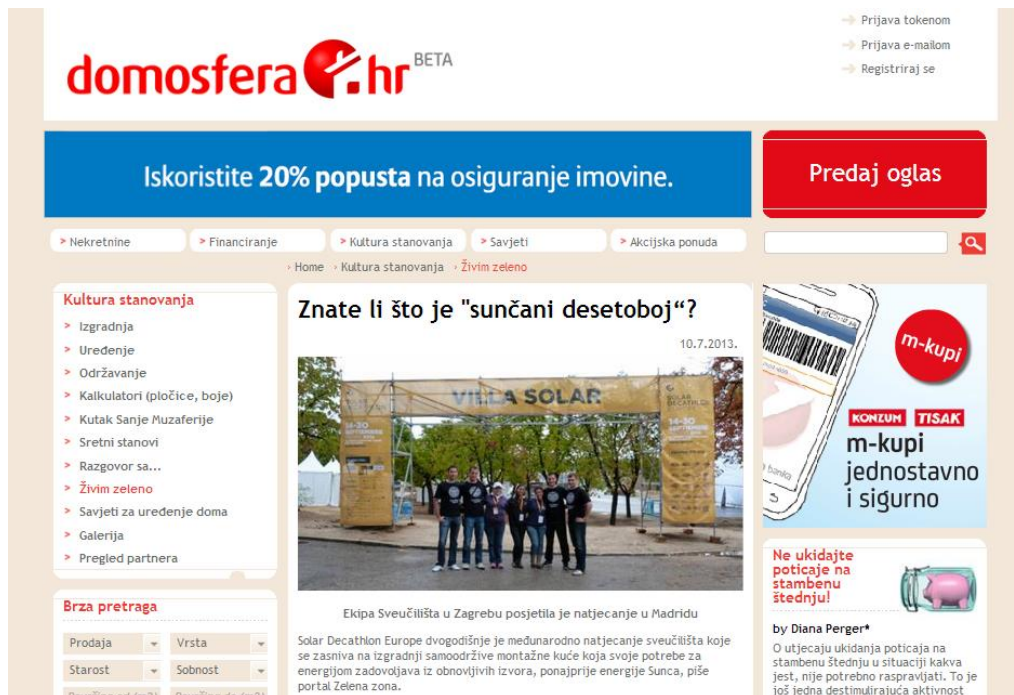 Prijava tokenom
Prijava e-mailom
Registriraj se
domosfera.hr BETA
Iskoristite 20% popusta na osiguranje imovine.
Predaj oglas
> Nekretnine
> Financiranje
> Kultura stanovanja
> Savjeti
> Akcijska ponuda
› Home › Kultura stanovanja › Živim zeleno
Kultura stanovanja
> Izgradnja
> Uređenje
> Održavanje
> Kalkulatori (pločice, boje)
> Kutak Sanje Muzaferije
> Sretni stanovi
> Razgovor sa...
> Živim zeleno
> Savjeti za uređenje doma
> Galerija
> Pregled partnera
Brza pretraga
Prodaja
Vrsta
Starost
Sobnost
Znate li što je "sunčani desetoboj“?
10.7.2013.
VILLA SOLAR
SOLAR
DECATHLON
14-30
SEPTIEMBRE
Ekipa Sveučilišta u Zagrebu posjetila je natjecanje u Madridu
Solar Decathlon Europe dvogodišnje je međunarodno natjecanje sveučilišta koje
se zasniva na izgradnji samoodržive montažne kuće koja svoje potrebe za
energijom zadovoljava iz obnovljivih izvora, ponajprije energije Sunca, piše
portal Zelena zona.
m-kupi
banka
KONZUM TISAK
m-kupi
jednostavno
i sigurno
Ne ukidajte
poticaje na
stambenu
štednju!
by Diana Perger*
O utjecaju ukidanja poticaja na
stambenu štednju u situaciji kakva
jest, nije potrebno raspravljati. To je
još jedna destimulirajuća aktivnost